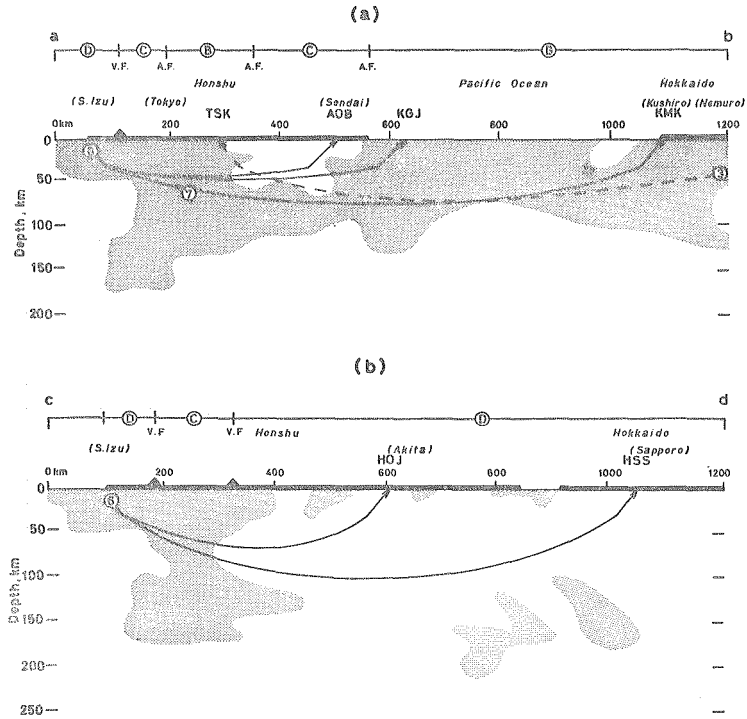 (a)
a b
D C B C B
V.F. A.F. A.F. A.F.
Honshu Pacific Ocean Hokkaido
(S.Izu) (Tokyo) (Sendai) (Kushiro) (Nemuro)
TSK AOB KGJ KMK
0km 200 400 600 800 1000 1200
0
50
100
150
200
Depth, km
7
3
(b)
c d
D C D
V.F V.F Honshu Hokkaido
(S.Izu) (Akita) (Sapporo)
HOJ HSS
0km 200 400 600 800 1000 1200
0
50
100
150
200
250
Depth, km
6